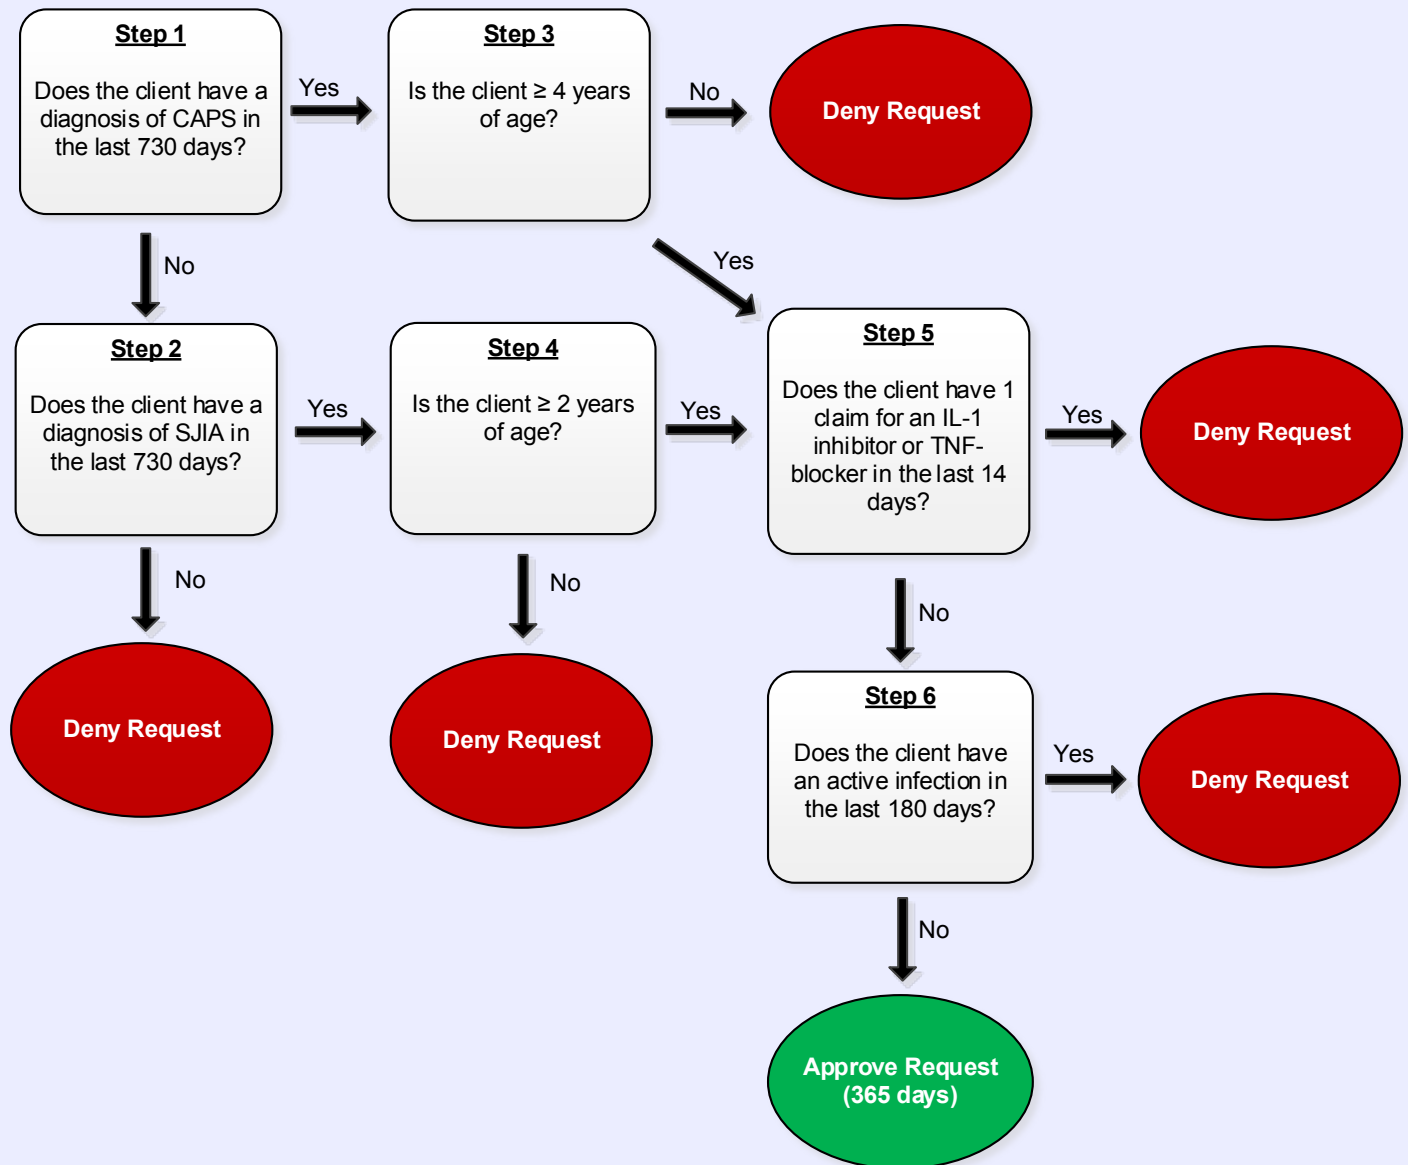 Step 1
Does the client have a
diagnosis of CAPS in
the last 730 days?
Yes
Step 3
Is the client ≥ 4 years
of age?
No
Deny Request
No
Yes
Step 2
Does the client have a
diagnosis of SJIA in
the last 730 days?
Yes
Step 4
Is the client ≥ 2 years
of age?
Yes
Step 5
Does the client have 1
claim for an IL-1
inhibitor or TNF-
blocker in the last 14
days?
Yes
Deny Request
No
Deny Request
No
Deny Request
No
Step 6
Does the client have
an active infection in
the last 180 days?
Yes
Deny Request
No
Approve Request
(365 days)